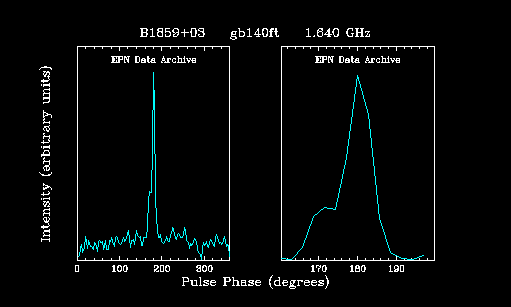 B1859+03 gb140ft 1.640 GHz
EPN Data Archive EPN Data Archive
Intensity (arbitrary units)
0 100 200 300 170 180 190
Pulse Phase (degrees)